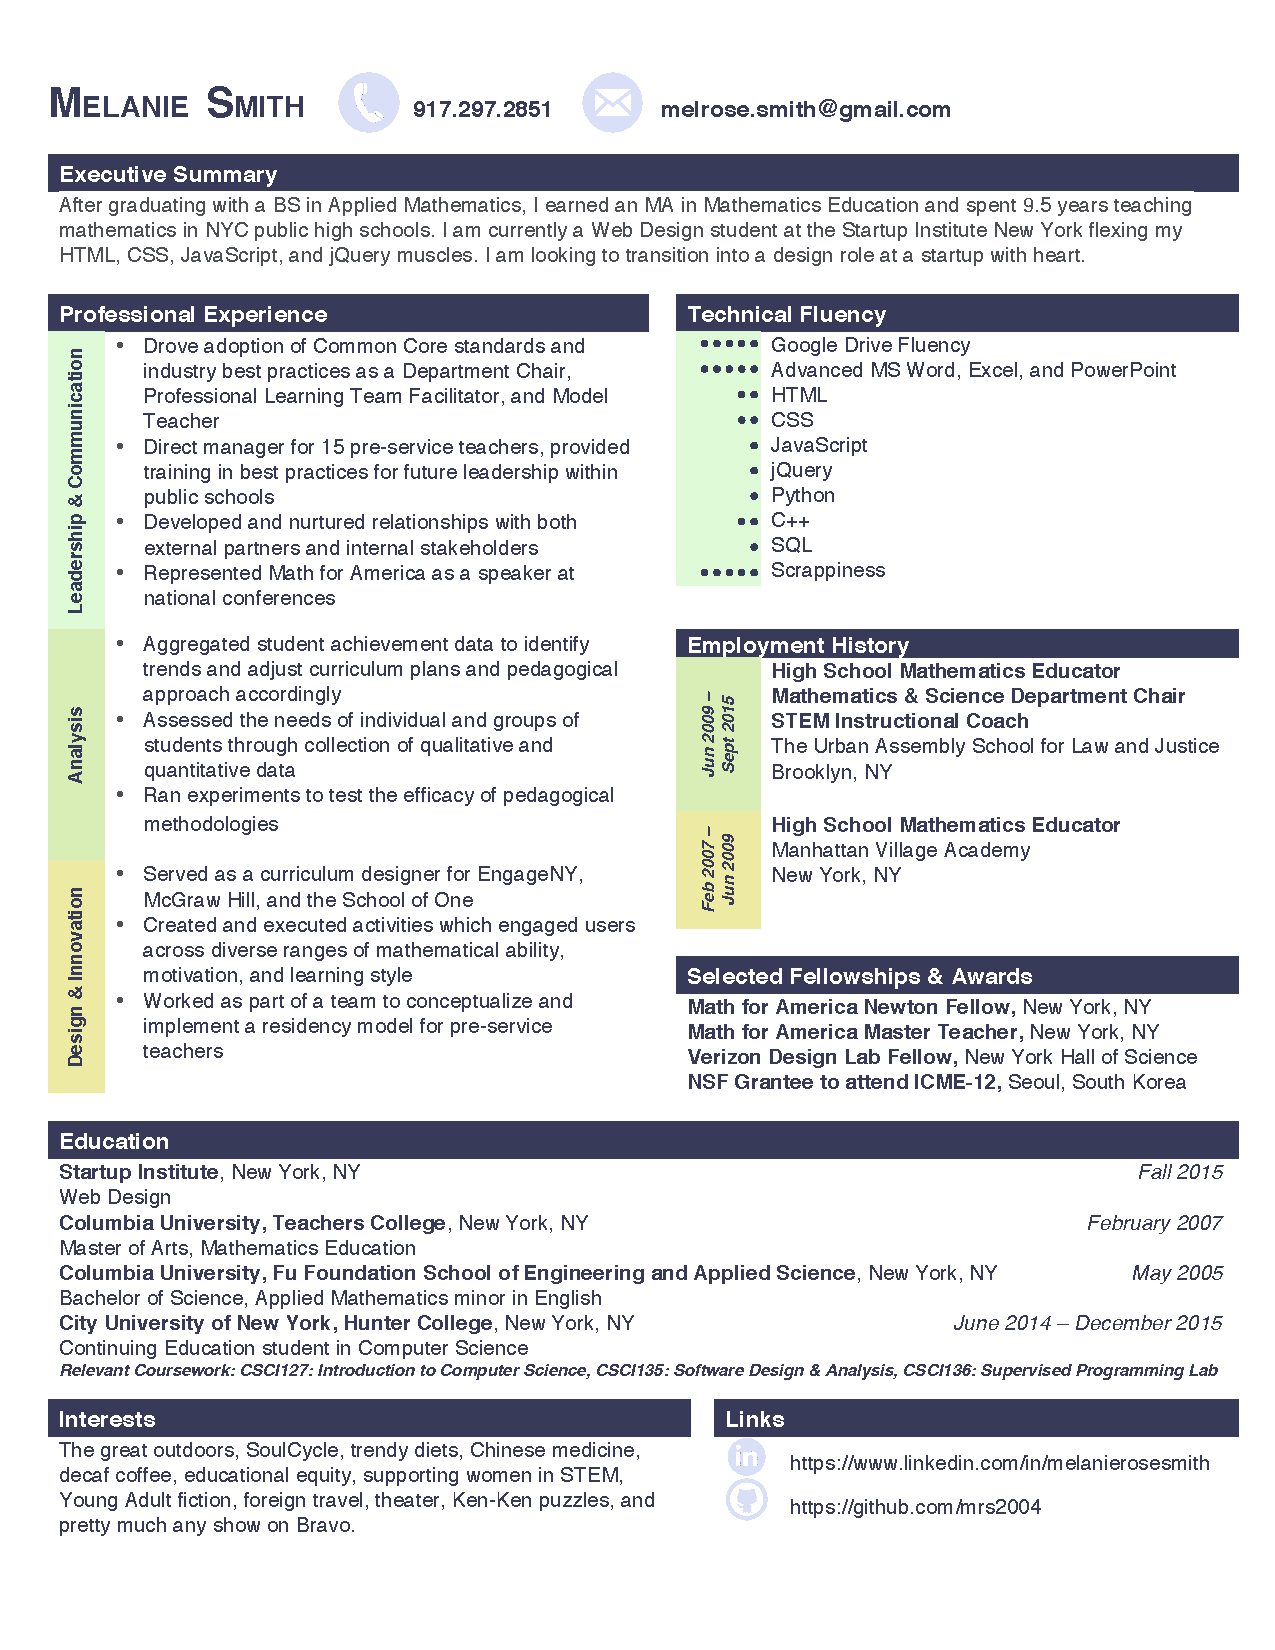 MELANIE SMITH 917.297.2851 melrose.smith@gmail.com
Executive Summary
After graduating with a BS in Applied Mathematics, I earned an MA in Mathematics Education and spent 9.5 years teaching
mathematics in NYC public high schools. I am currently a Web Design student at the Startup Institute New York flexing my
HTML, CSS, JavaScript, and jQuery muscles. I am looking to transition into a design role at a startup with heart.
Professional Experience
Leadership & Communication
• Drove adoption of Common Core standards and
industry best practices as a Department Chair,
Professional Learning Team Facilitator, and Model
Teacher
• Direct manager for 15 pre-service teachers, provided
training in best practices for future leadership within
public schools
• Developed and nurtured relationships with both
external partners and internal stakeholders
• Represented Math for America as a speaker at
national conferences
Analysis
• Aggregated student achievement data to identify
trends and adjust curriculum plans and pedagogical
approach accordingly
• Assessed the needs of individual and groups of
students through collection of qualitative and
quantitative data
• Ran experiments to test the efficacy of pedagogical
methodologies
Design & Innovation
• Served as a curriculum designer for EngageNY,
McGraw Hill, and the School of One
• Created and executed activities which engaged users
across diverse ranges of mathematical ability,
motivation, and learning style
• Worked as part of a team to conceptualize and
implement a residency model for pre-service
teachers
Technical Fluency
●●●●● Google Drive Fluency
●●●●● Advanced MS Word, Excel, and PowerPoint
●● HTML
●● CSS
● JavaScript
● jQuery
● Python
●● C++
● SQL
●●●●● Scrappiness
Employment History
Jun 2009 –
Sept 2015
High School Mathematics Educator
Mathematics & Science Department Chair
STEM Instructional Coach
The Urban Assembly School for Law and Justice
Brooklyn, NY
Feb 2007 –
Jun 2009
High School Mathematics Educator
Manhattan Village Academy
New York, NY
Selected Fellowships & Awards
Math for America Newton Fellow, New York, NY
Math for America Master Teacher, New York, NY
Verizon Design Lab Fellow, New York Hall of Science
NSF Grantee to attend ICME-12, Seoul, South Korea
Education
Startup Institute, New York, NY Fall 2015
Web Design
Columbia University, Teachers College, New York, NY February 2007
Master of Arts, Mathematics Education
Columbia University, Fu Foundation School of Engineering and Applied Science, New York, NY May 2005
Bachelor of Science, Applied Mathematics minor in English
City University of New York, Hunter College, New York, NY June 2014 – December 2015
Continuing Education student in Computer Science
Relevant Coursework: CSCI127: Introduction to Computer Science, CSCI135: Software Design & Analysis, CSCI136: Supervised Programming Lab
Interests
The great outdoors, SoulCycle, trendy diets, Chinese medicine,
decaf coffee, educational equity, supporting women in STEM,
Young Adult fiction, foreign travel, theater, Ken-Ken puzzles, and
pretty much any show on Bravo.
Links
in https://www.linkedin.com/in/melanierosesmith
https://github.com/mrs2004